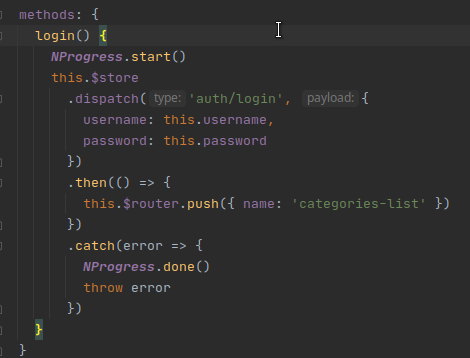 methods: {
login() {
NProgress.start()
this.$store
.dispatch( type: 'auth/login', payload: {
username: this.username,
password: this.password
})
.then(() => {
this.$router.push({ name: 'categories-list' })
})
.catch(error => {
NProgress.done()
throw error
})
}
}